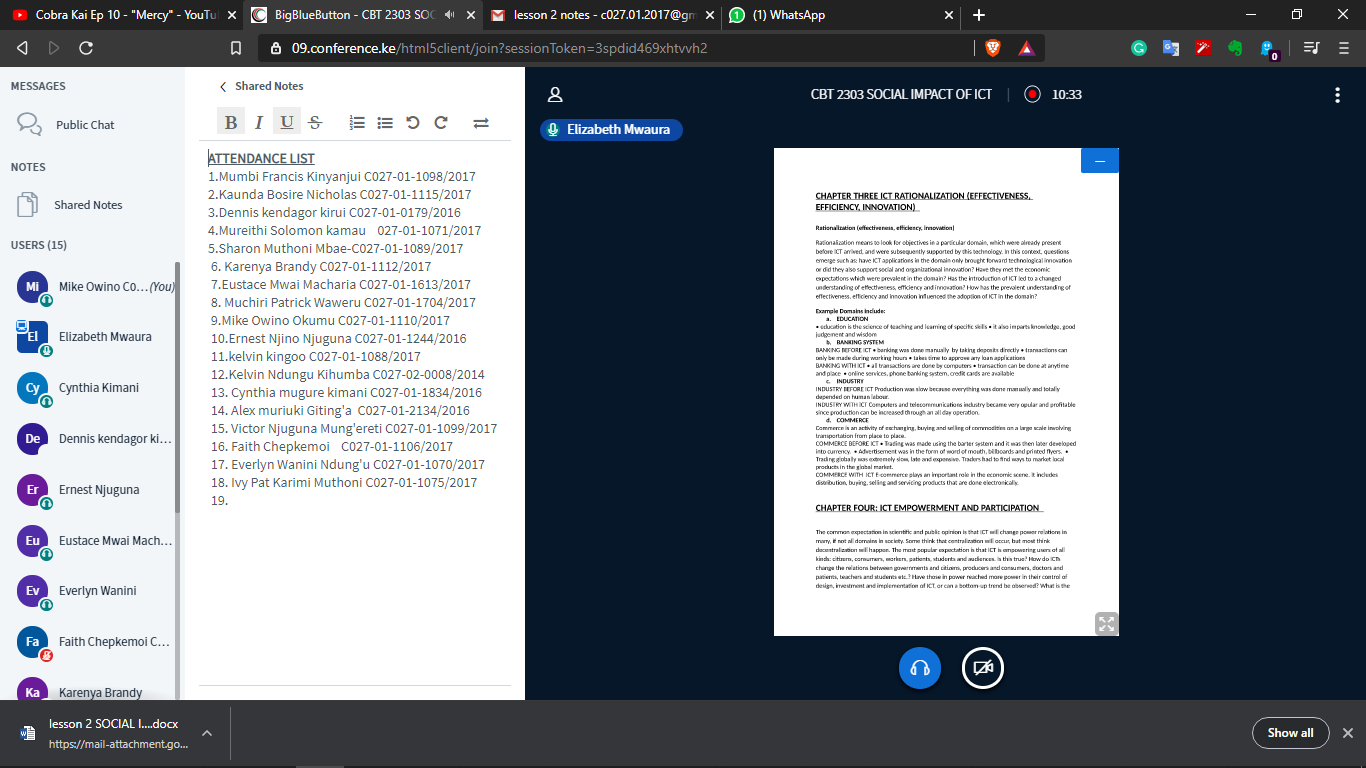 Cobra Kai Ep 10 - "Mercy" - YouTu
BigBlueButton - CBT 2303 SOC
lesson 2 notes - c027.01.2017@gm
(1) WhatsApp
09.conference.ke/html5client/join?sessionToken=3spdid469xhtvvh2
0
MESSAGES
Public Chat
NOTES
Shared Notes
USERS (15)
Mi
Mike Owino C0...(You)
El
Elizabeth Mwaura
Cy
Cynthia Kimani
De
Dennis kendagor ki...
Er
Ernest Njuguna
Eu
Eustace Mwai Mach...
Ev
Everlyn Wanini
Fa
Faith Chepkemoi C...
Ka
Karenya Brandy
Shared Notes
B I U S
ATTENDANCE LIST
1.Mumbi Francis Kinyanjui C027-01-1098/2017
2.Kaunda Bosire Nicholas C027-01-1115/2017
3.Dennis kendagor kirui C027-01-0179/2016
4.Mureithi Solomon kamau 027-01-1071/2017
5.Sharon Muthoni Mbae-C027-01-1089/2017
6. Karenya Brandy C027-01-1112/2017
7.Eustace Mwai Macharia C027-01-1613/2017
8. Muchiri Patrick Waweru C027-01-1704/2017
9.Mike Owino Okumu C027-01-1110/2017
10.Ernest Njino Njuguna C027-01-1244/2016
11.kelvin kingoo C027-01-1088/2017
12.Kelvin Ndungu Kihumba C027-02-0008/2014
13. Cynthia mugure kimani C027-01-1834/2016
14. Alex muriuki Giting'a C027-01-2134/2016
15. Victor Njuguna Mung'ereti C027-01-1099/2017
16. Faith Chepkemoi C027-01-1106/2017
17. Everlyn Wanini Ndung'u C027-01-1070/2017
18. Ivy Pat Karimi Muthoni C027-01-1075/2017
19.
CBT 2303 SOCIAL IMPACT OF ICT
10:33
Elizabeth Mwaura
CHAPTER THREE ICT RATIONALIZATION (EFFECTIVENESS,
EFFICIENCY, INNOVATION)
Rationalization (effectiveness, efficiency, innovation)
Rationalization means to look for objectives in a particular domain, which were already present
before ICT arrived, and were subsequently supported by this technology. In this context, questions
emerge such as: have ICT applications in the domain only brought forward technological innovation
or did they also support social and organizational innovation? Have they met the economic
expectations which were prevalent in the domain? Has the introduction of ICT led to a changed
understanding of effectiveness, efficiency and innovation? How has the prevalent understanding of
effectiveness, efficiency and innovation influenced the adoption of ICT in the domain?
Example Domains include:
a. EDUCATION
• education is the science of teaching and learning of specific skills • it also imparts knowledge, good
judgement and wisdom
b. BANKING SYSTEM
BANKING BEFORE ICT • banking was done manually by taking deposits directly • transactions can
only be made during working hours • takes time to approve any loan applications
BANKING WITH ICT • all transactions are done by computers • transaction can be done at anytime
and place • online services, phone banking system, credit cards are available
c. INDUSTRY
INDUSTRY BEFORE ICT Production was slow because everything was done manually and totally
depended on human labour.
INDUSTRY WITH ICT Computers and telecommunications industry became very opular and profitable
since production can be increased through an all day operation.
d. COMMERCE
Commerce is an activity of exchanging, buying and selling of commodities on a large scale involving
transportation from place to place.
COMMERCE BEFORE ICT • Trading was made using the barter system and it was then later developed
into currency. • Advertisement was in the form of word of mouth, billboards and printed flyers. •
Trading globally was extremely slow, late and expensive. Traders had to find ways to market local
products in the global market.
COMMERCE WITH ICT E-commerce plays an important role in the economic scene. It includes
distribution, buying, selling and servicing products that are done electronically.
CHAPTER FOUR: ICT EMPOWERMENT AND PARTICIPATION
The common expectation in scientific and public opinion is that ICT will change power relations in
many, if not all domains in society. Some think that centralization will occur, but most think
decentralization will happen. The most popular expectation is that ICT is empowering users of all
kinds: citizens, consumers, workers, patients, students and audiences. Is this true? How do ICTs
change the relations between governments and citizens, producers and consumers, doctors and
patients, teachers and students etc.? Have those in power reached more power in their control of
design, investment and implementation of ICT, or can a bottom-up trend be observed? What is the
lesson 2 SOCIAL I....docx
https://mail-attachment.go...
Show all